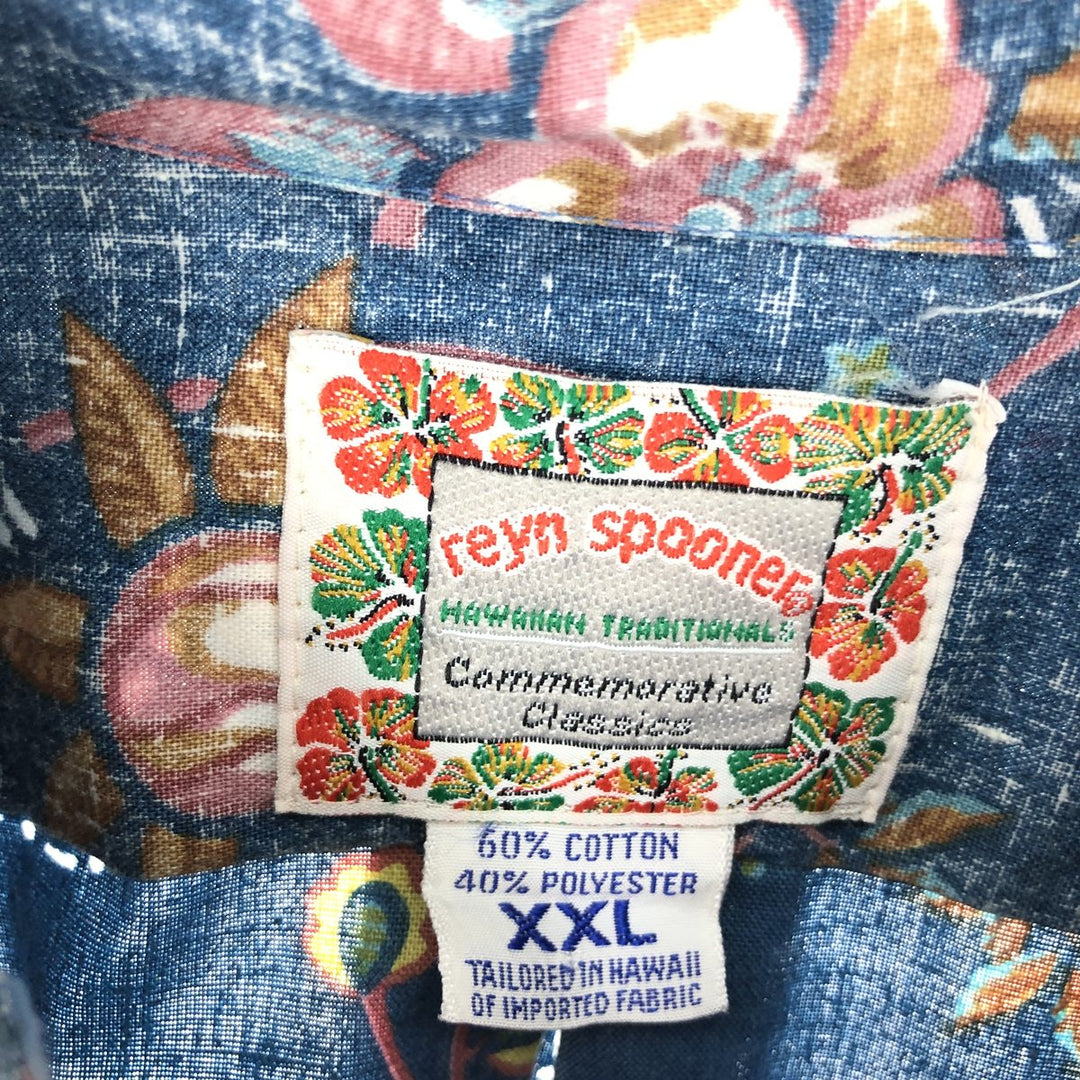 reyn spooner®
HAWAIIAN TRADITIONALS
Commemorative
Classics
60% COTTON
40% POLYESTER
XXL
TAILORED IN HAWAII
OF IMPORTED FABRIC